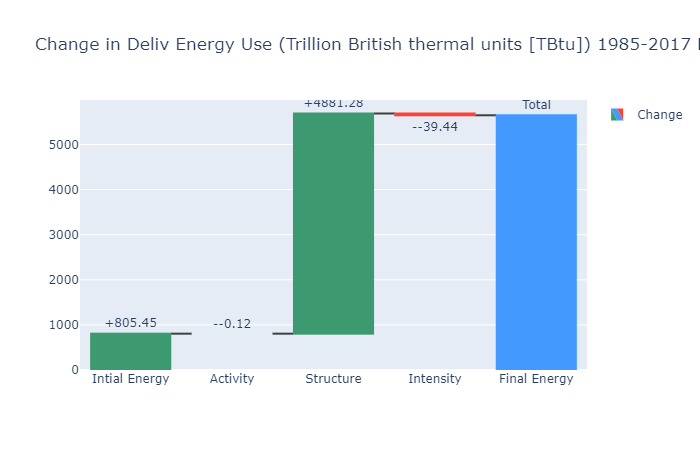 Change in Deliv Energy Use (Trillion British thermal units [TBtu]) 1985-2017
+4881.28
Total
Change
5000
--39.44
4000
3000
2000
1000
+805.45
--0.12
0
Intial Energy
Activity
Structure
Intensity
Final Energy